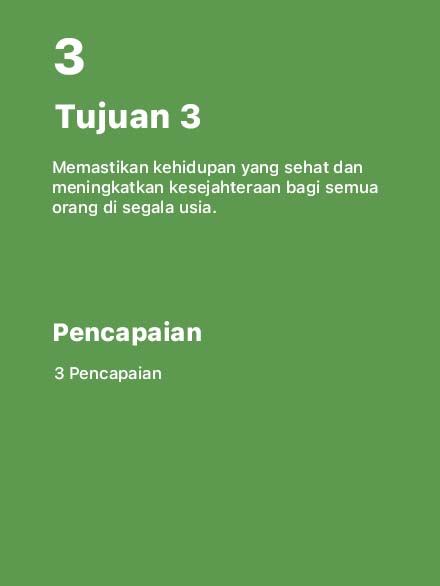 3
Tujuan 3
Memastikan kehidupan yang sehat dan
meningkatkan kesejahteraan bagi semua
orang di segala usia.
Pencapaian
3 Pencapaian